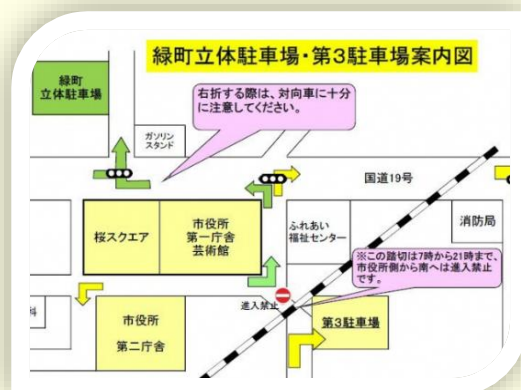 緑町立体駐車場・第3駐車場案内図
緑町
立体駐車場
右折する際は、対向車に十分
に注意してください。
ガソリン
スタンド
国道19号
桜スクエア
市役所
第一庁舎
芸術館
ふれあい
福祉センター
消防局
※この踏切は7時から21時まで、
市役所側から南へは進入禁止
です。
進入禁止
科
市役所
第二庁舎
第3駐車場